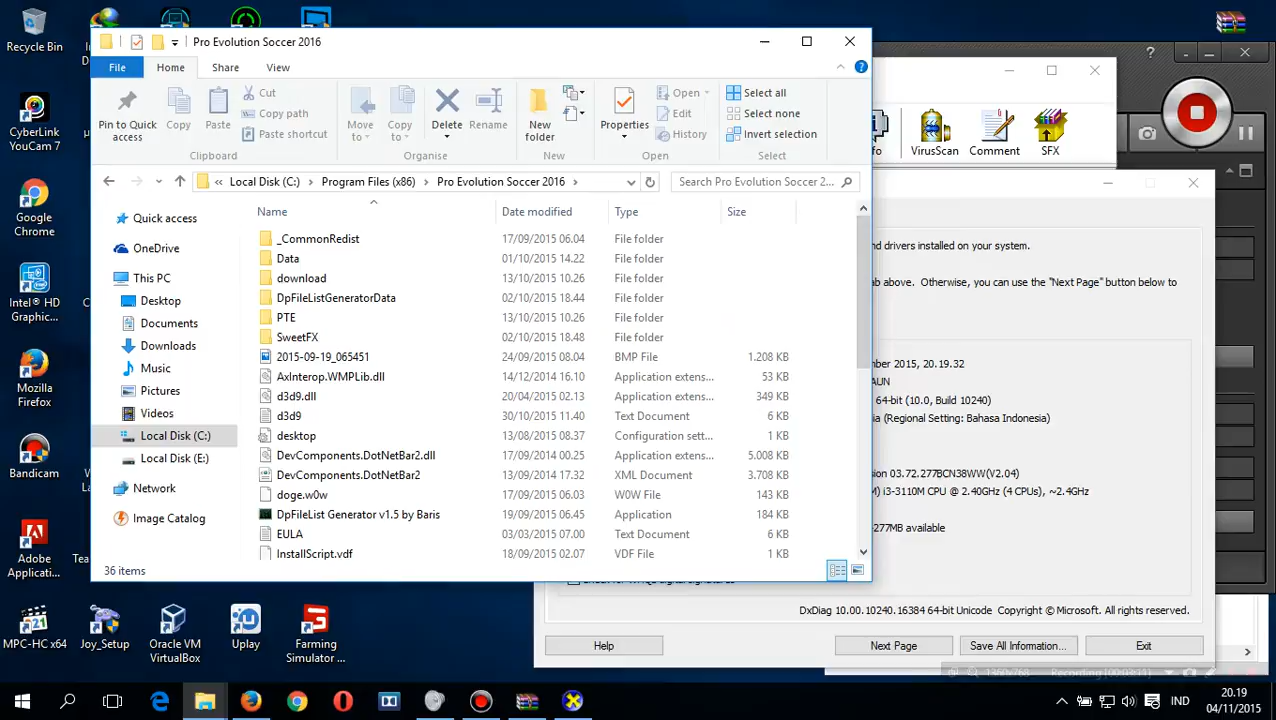 Recycle Bin
CyberLink
YouCam 7
Google
Chrome
Intel® HD
Graphic...
Mozilla
Firefox
Bandicam
Adobe
Applicati...
MPC-HC x64
Joy_Setup
Oracle VM
VirtualBox
Uplay
Farming
Simulator ...
Pro Evolution Soccer 2016
File
Home
Share
View
Pin to Quick
access
Copy
Paste
Cut
Copy path
Paste shortcut
Clipboard
Move
to
Copy
to
Delete
Rename
Organise
New
folder
New
Properties
Open
Edit
History
Open
Select all
Select none
Invert selection
Select
« Local Disk (C:) > Program Files (x86) > Pro Evolution Soccer 2016 >
Search Pro Evolution Soccer 2...
Quick access
OneDrive
This PC
Desktop
Documents
Downloads
Music
Pictures
Videos
Local Disk (C:)
Local Disk (E:)
Network
Image Catalog
Name Date modified Type Size
_CommonRedist 17/09/2015 06.04 File folder
Data 01/10/2015 14.22 File folder
download 13/10/2015 10.26 File folder
DpFileListGeneratorData 02/10/2015 18.44 File folder
PTE 13/10/2015 10.26 File folder
SweetFX 02/10/2015 18.48 File folder
2015-09-19_065451 24/09/2015 08.04 BMP File 1.208 KB
AxInterop.WMPLib.dll 14/12/2014 16.10 Application extens... 53 KB
d3d9.dll 20/04/2015 02.13 Application extens... 349 KB
d3d9 30/10/2015 11.40 Text Document 6 KB
desktop 13/08/2015 08.37 Configuration sett... 1 KB
DevComponents.DotNetBar2.dll 17/09/2014 00.25 Application extens... 5.008 KB
DevComponents.DotNetBar2 13/09/2014 17.32 XML Document 3.708 KB
doge.w0w 17/09/2015 06.03 W0W File 143 KB
DpFileList Generator v1.5 by Baris 19/09/2015 06.45 Application 184 KB
EULA 03/03/2015 07.00 Text Document 6 KB
InstallScript.vdf 18/09/2015 02.07 VDF File 1 KB
36 items
VirusScan
Comment
SFX
nd drivers installed on your system.
ab above. Otherwise, you can use the "Next Page" button below to
ember 2015, 20.19.32
AUN
64-bit (10.0, Build 10240)
(Regional Setting: Bahasa Indonesia)
sion 03.72.277BCN38WW(V2.04)
M) i3-3110M CPU @ 2.40GHz (4 CPUs), ~2.4GHz
277MB available
DxDiag 10.00.10240.16384 64-bit Unicode Copyright © Microsoft. All rights reserved.
Help
Next Page
Save All Information...
Exit
1360x768
IND
20.19
04/11/2015